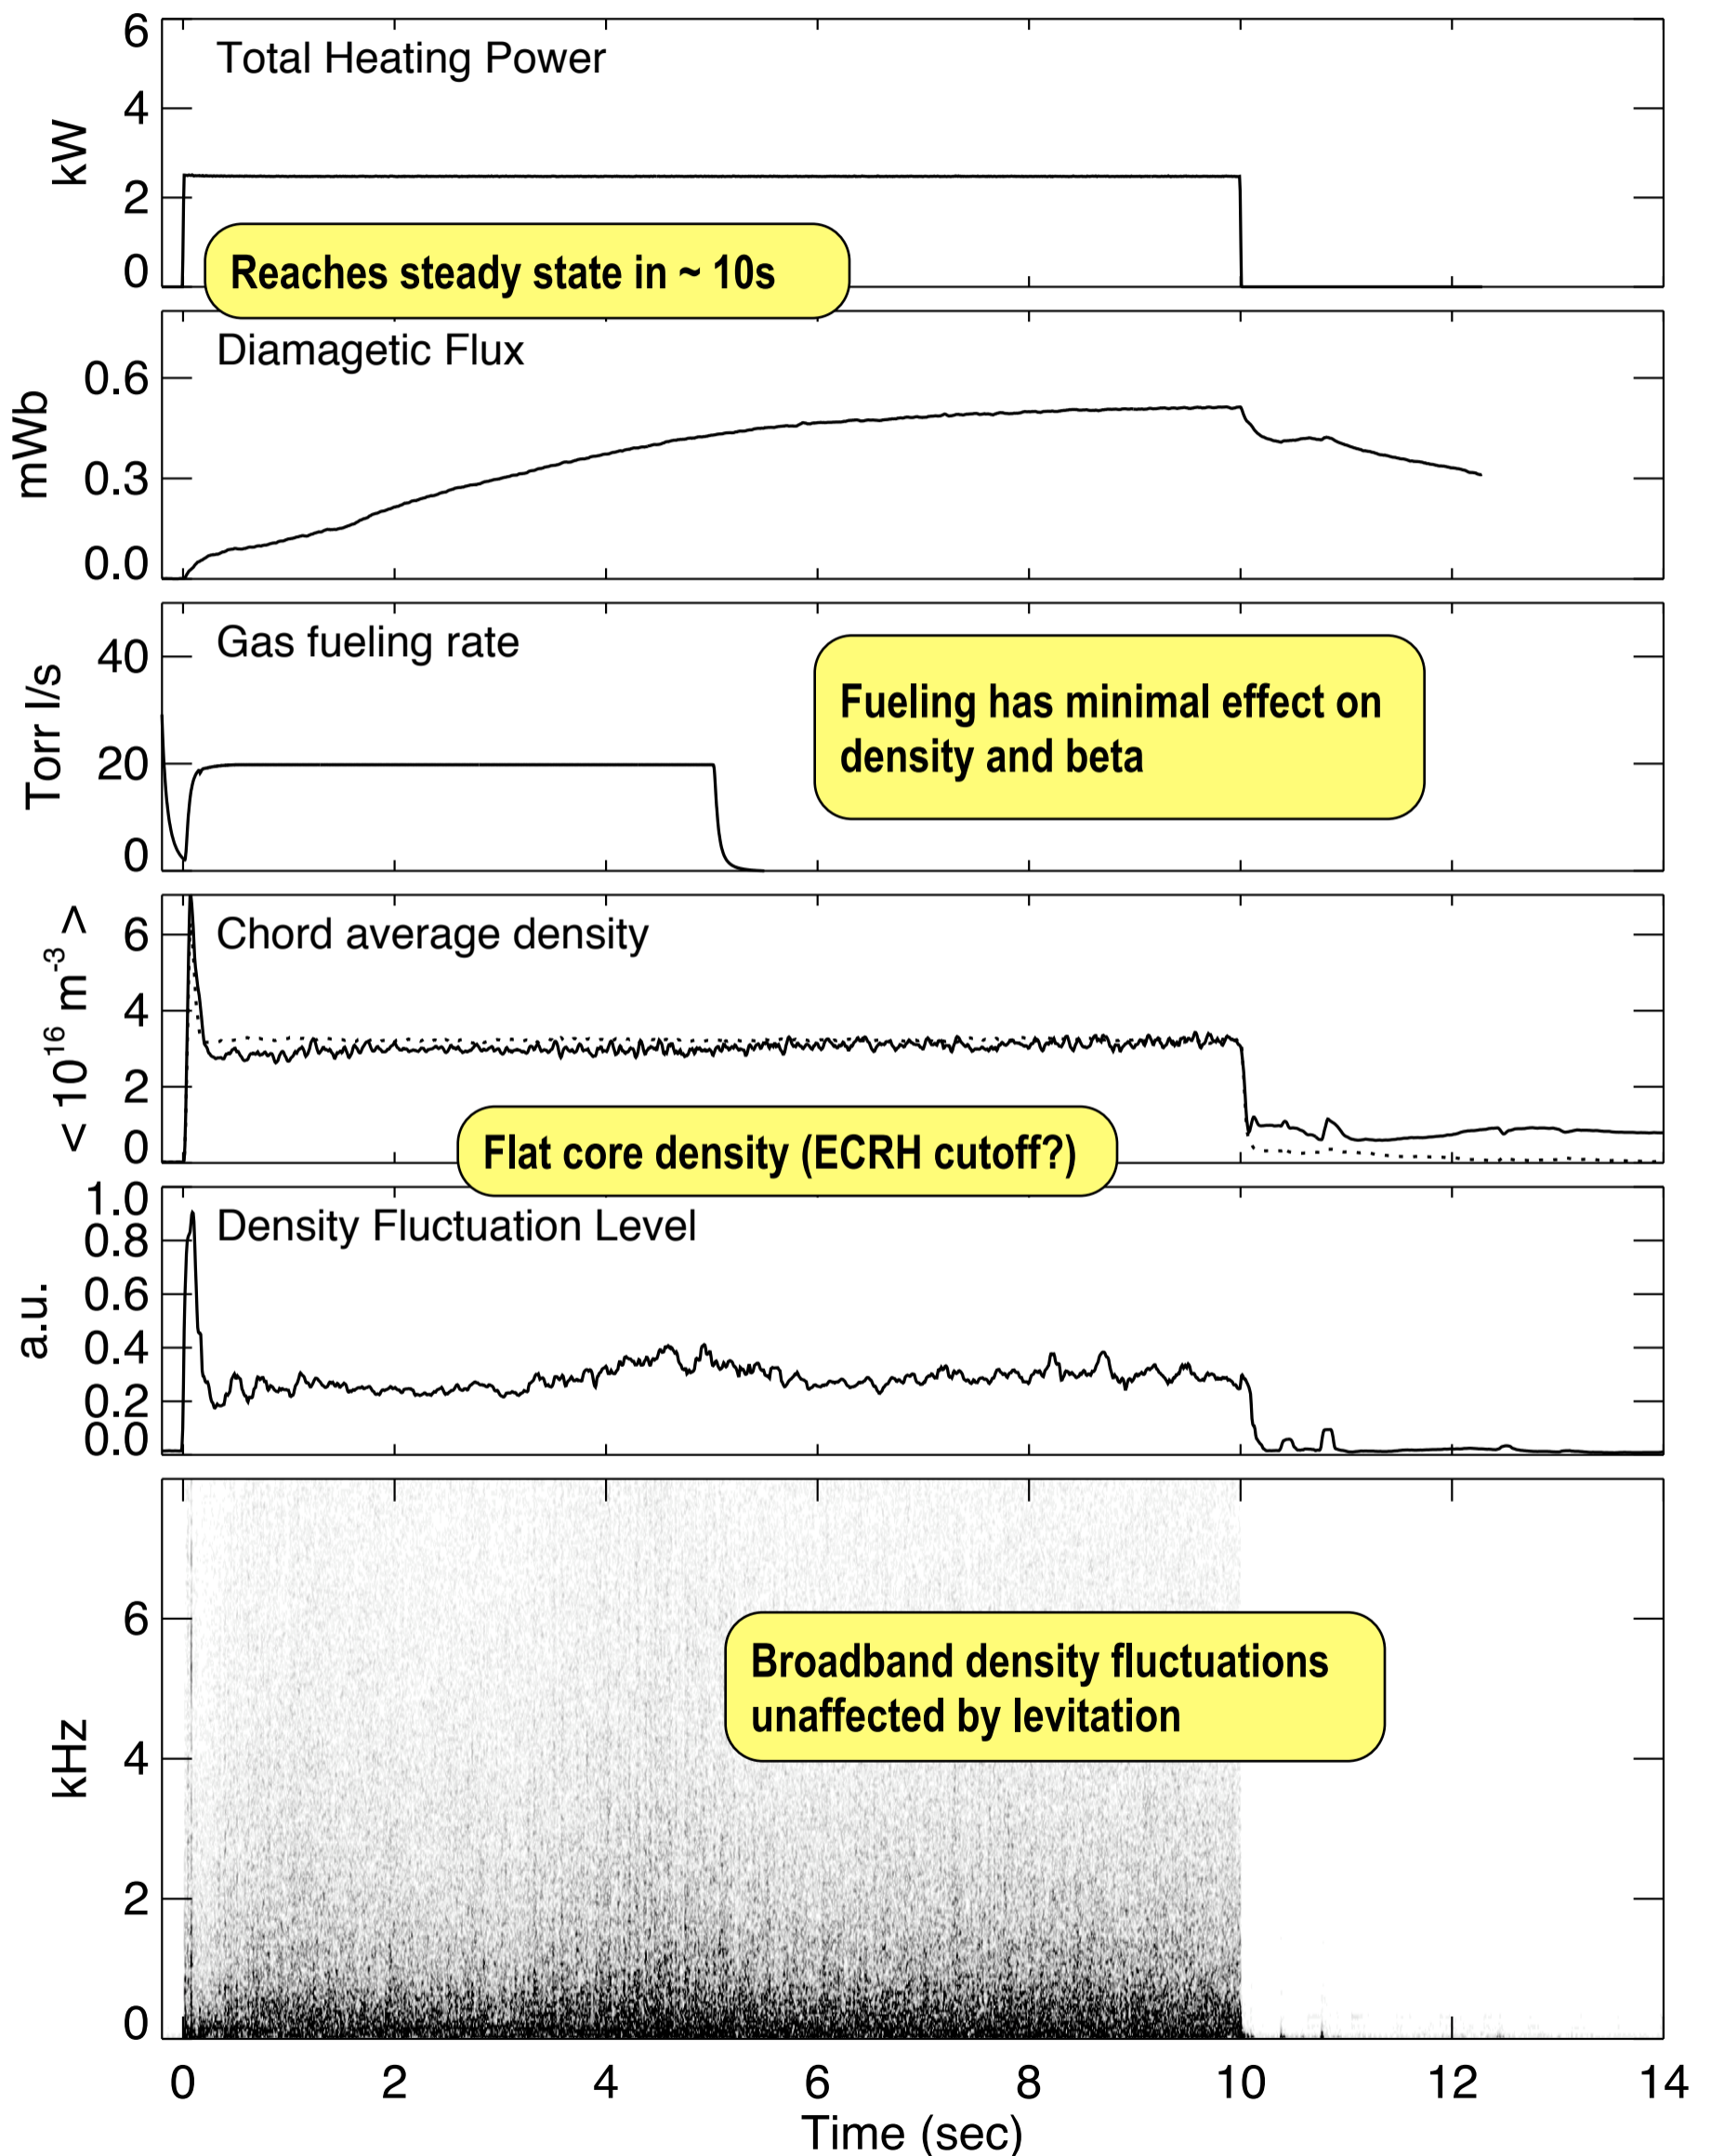 Total Heating Power
kW
6
4
2
0
Reaches steady state in ~ 10s
Diamagetic Flux
mWb
0.6
0.3
0.0
Gas fueling rate
Torr l/s
40
20
0
Fueling has minimal effect on
density and beta
Chord average density
< 10^16 m^-3 >
6
4
2
0
Flat core density (ECRH cutoff?)
Density Fluctuation Level
a.u.
1.0
0.8
0.6
0.4
0.2
0.0
Broadband density fluctuations
unaffected by levitation
kHz
6
4
2
0
0 2 4 6 8 10 12 14
Time (sec)